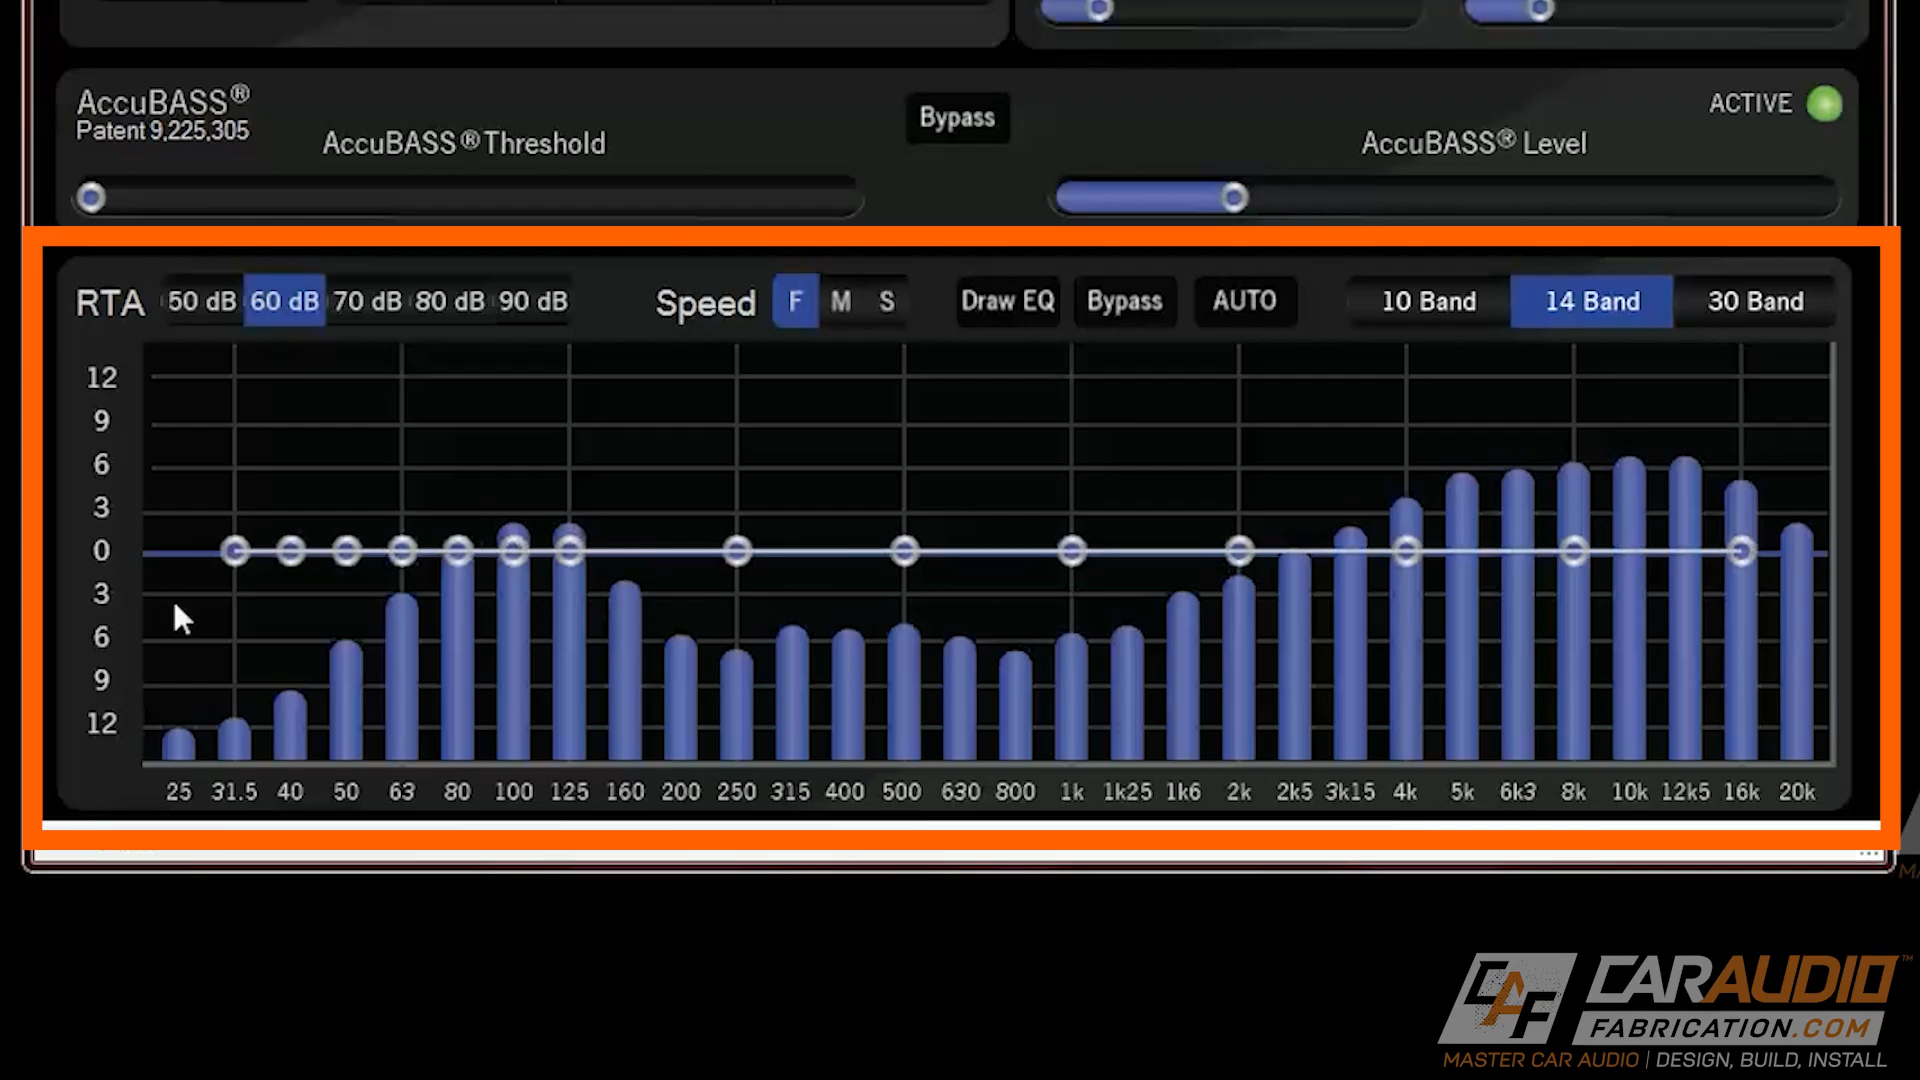 AccuBASS®
Patent 9,225,305
AccuBASS® Threshold
Bypass
ACTIVE
AccuBASS® Level
RTA 50 dB 60 dB 70 dB 80 dB 90 dB Speed F M S Draw EQ Bypass AUTO 10 Band 14 Band 30 Band
12
9
6
3
0
3
6
9
12
25 31.5 40 50 63 80 100 125 160 200 250 315 400 500 630 800 1k 1k25 1k6 2k 2k5 3k15 4k 5k 6k3 8k 10k 12k5 16k 20k
CAF
CARAUDIO™
FABRICATION.COM
MASTER CAR AUDIO | DESIGN, BUILD, INSTALL